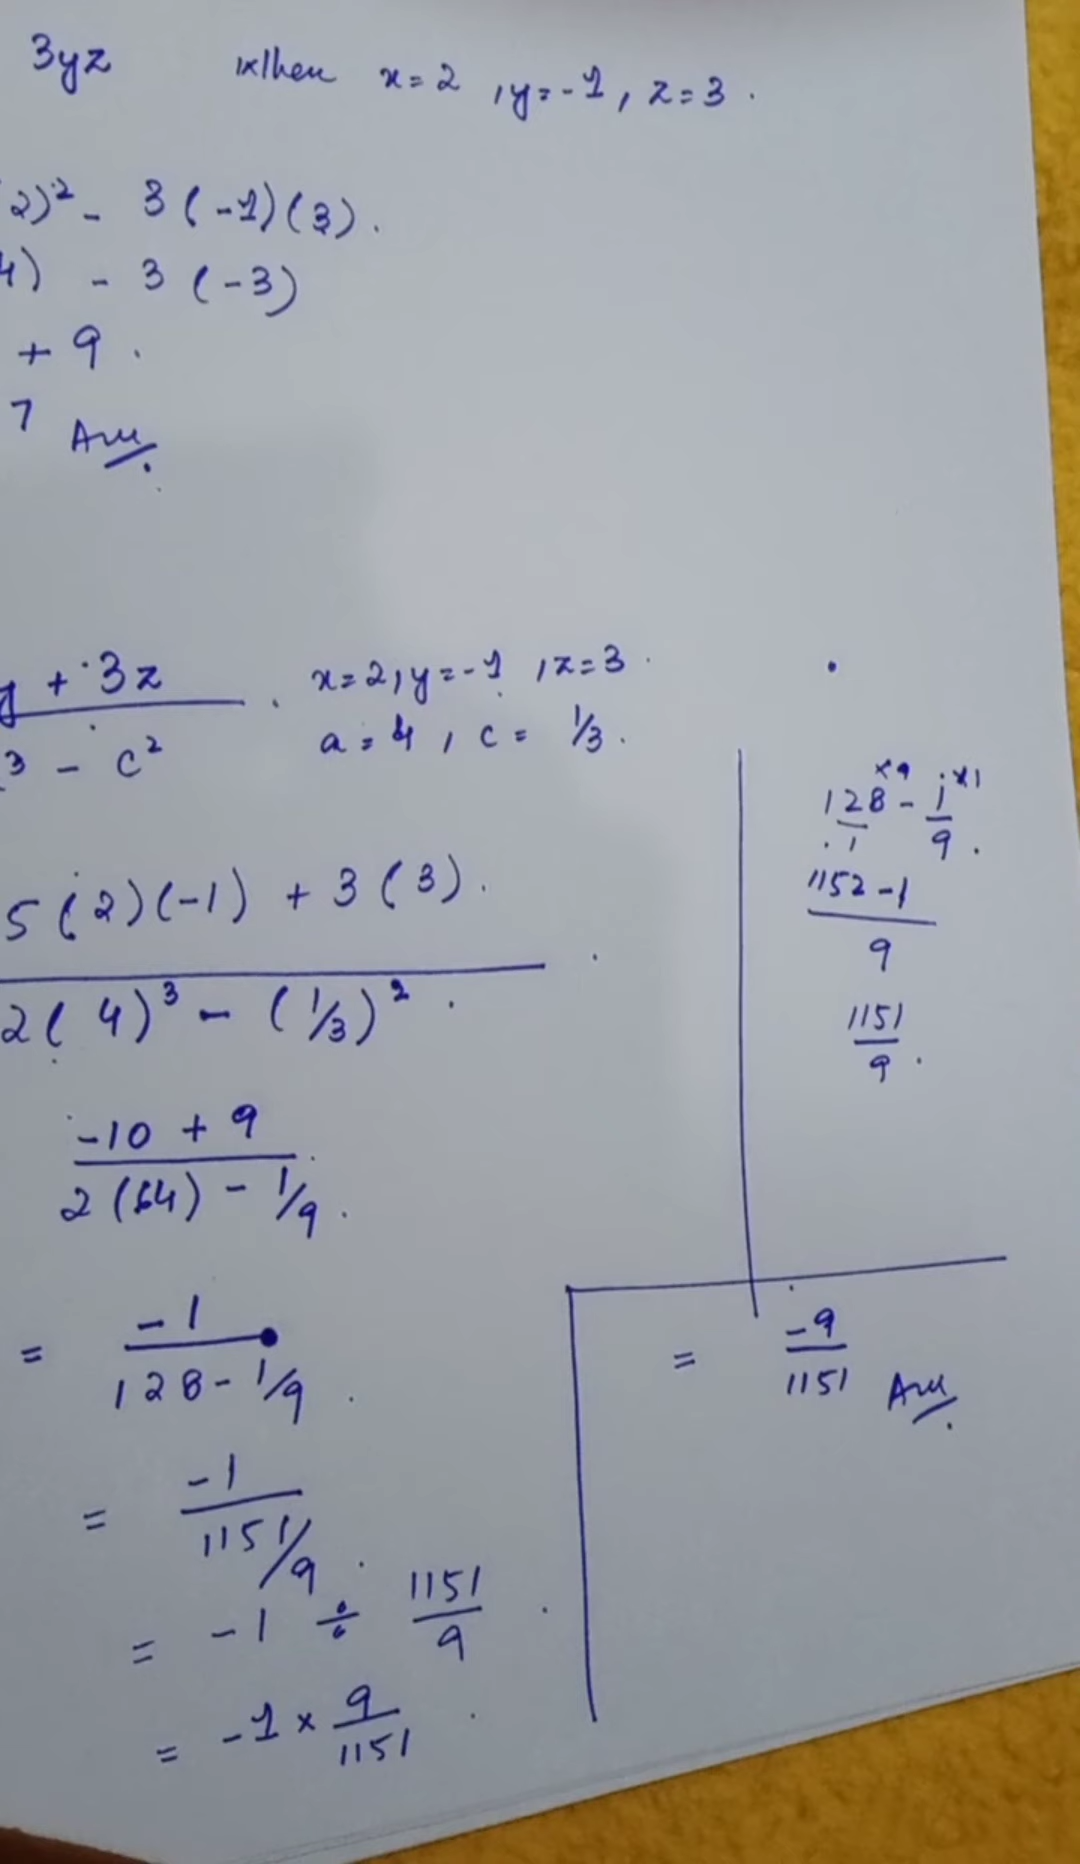 3yz when x=2, y=-1, z=3.
2)² - 3(-1)(3).
4) - 3(-3)
+ 9.
7 Ans.
y + 3z x=2, y=-1, z=3.
3 - c² a=4, c= 1/3.
5(2)(-1) + 3(3).
2(4)³ - (1/3)².
-10 + 9
2(64) - 1/9.
= -1
128 - 1/9.
= -1
1151/9.
= -1 ÷ 1151/9.
= -1 × 9/1151.
128×9/1 - 1×1/9.
1152-1
9
1151
9.
= -9/1151 Ans.